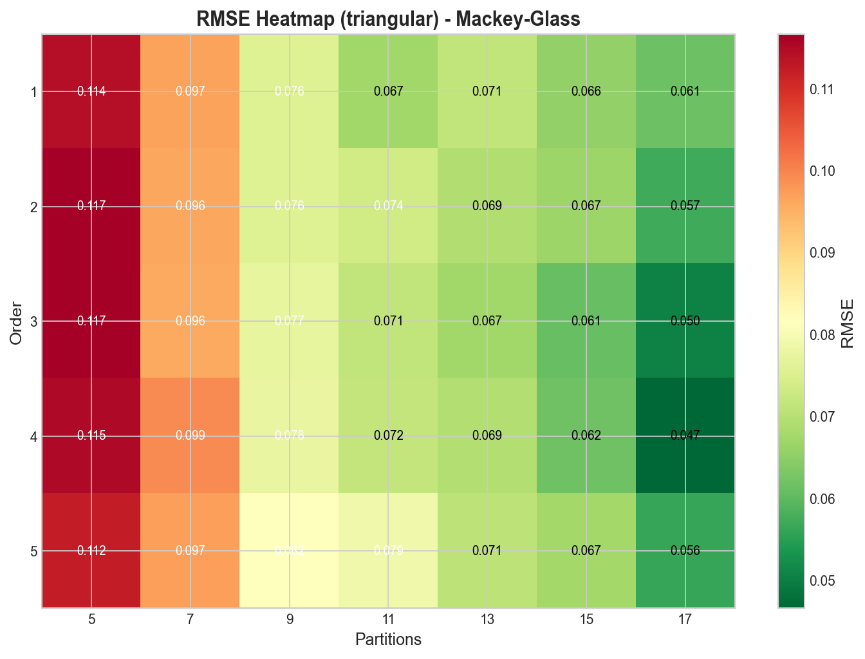 RMSE Heatmap (triangular) - Mackey-Glass
1 0.114 0.097 0.076 0.067 0.071 0.066 0.061
2 0.117 0.096 0.076 0.074 0.069 0.067 0.057
3 0.117 0.096 0.077 0.071 0.067 0.061 0.050
4 0.115 0.099 0.078 0.072 0.069 0.062 0.047
5 0.112 0.097 0.079 0.071 0.067 0.056
5 7 9 11 13 15 17
Partitions
Order
0.11
0.10
0.09
0.08
0.07
0.06
0.05
RMSE